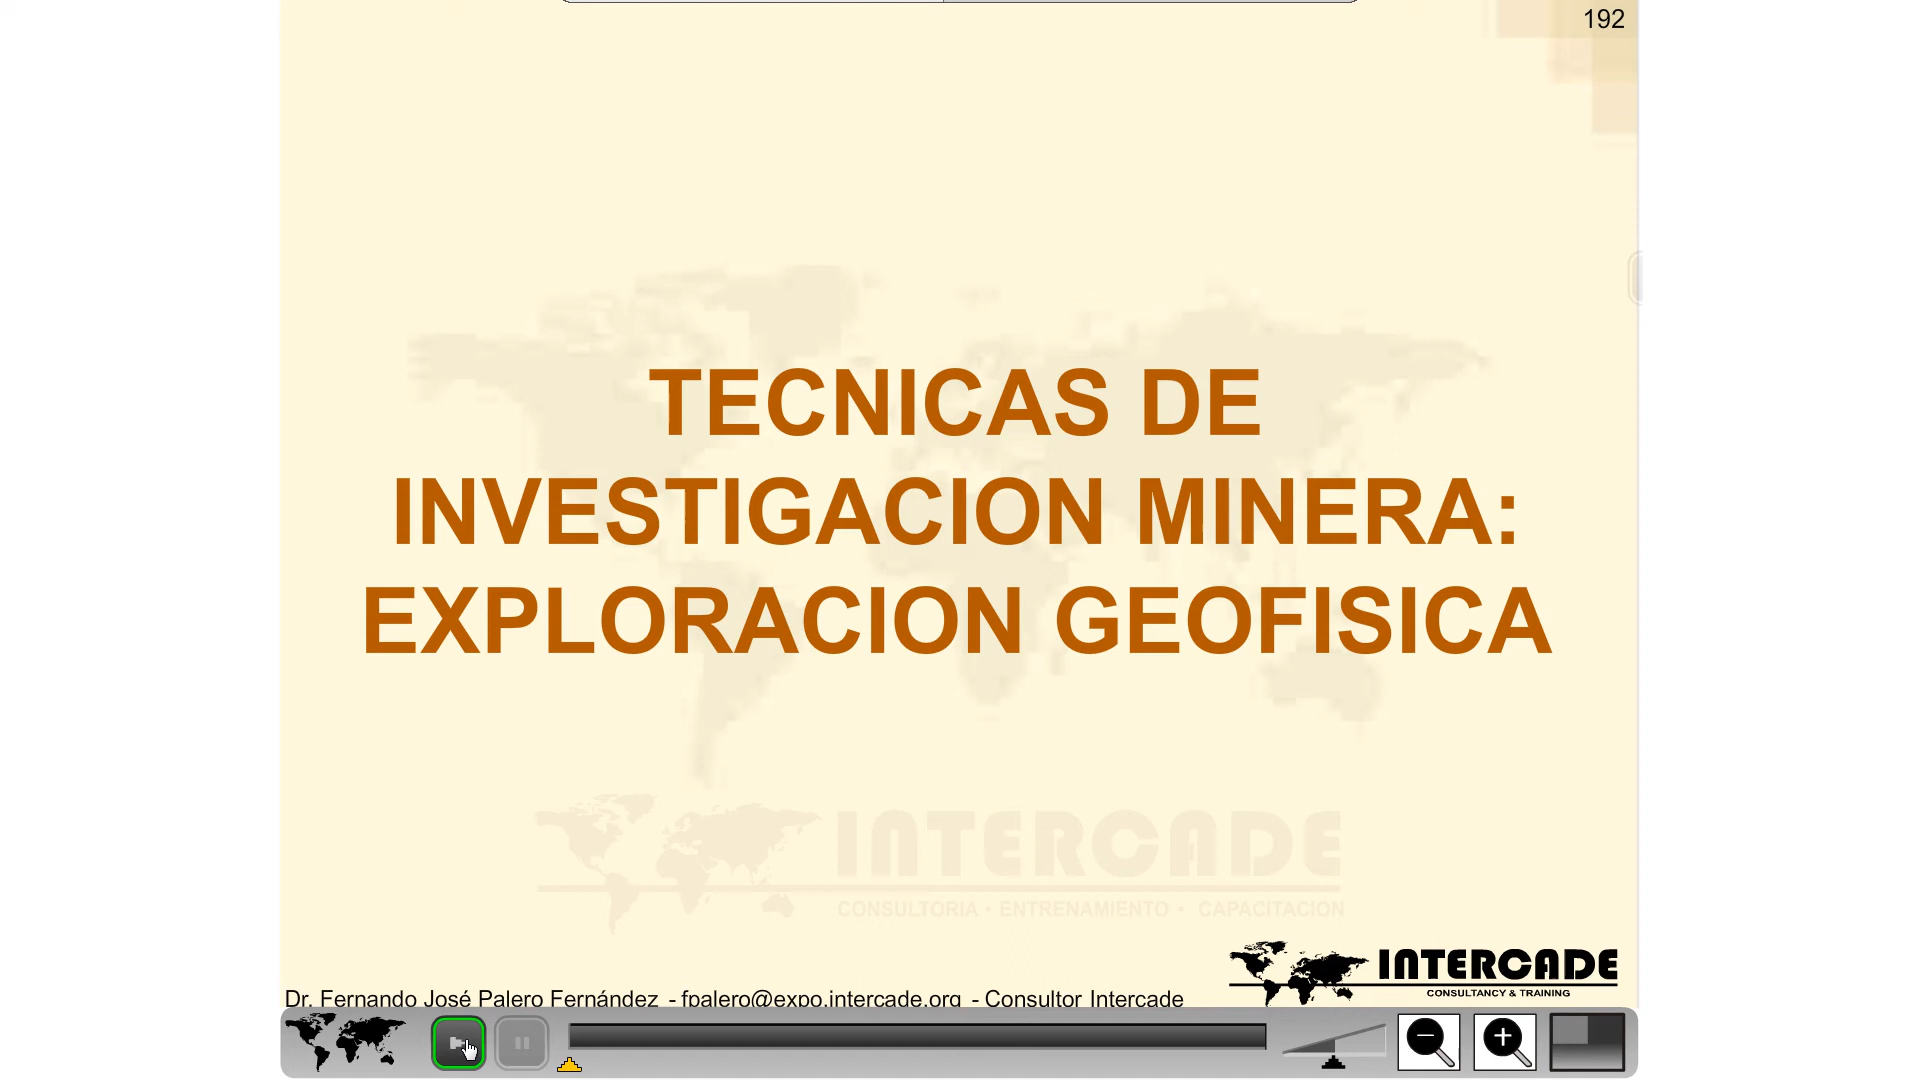 192
TECNICAS DE
INVESTIGACION MINERA:
EXPLORACION GEOFISICA
INTERCADE
CONSULTORIA • ENTRENAMIENTO • CAPACITACION
INTERCADE
CONSULTANCY & TRAINING
Dr. Fernando José Palero Fernández - fpalero@expo.intercade.org - Consultor Intercade